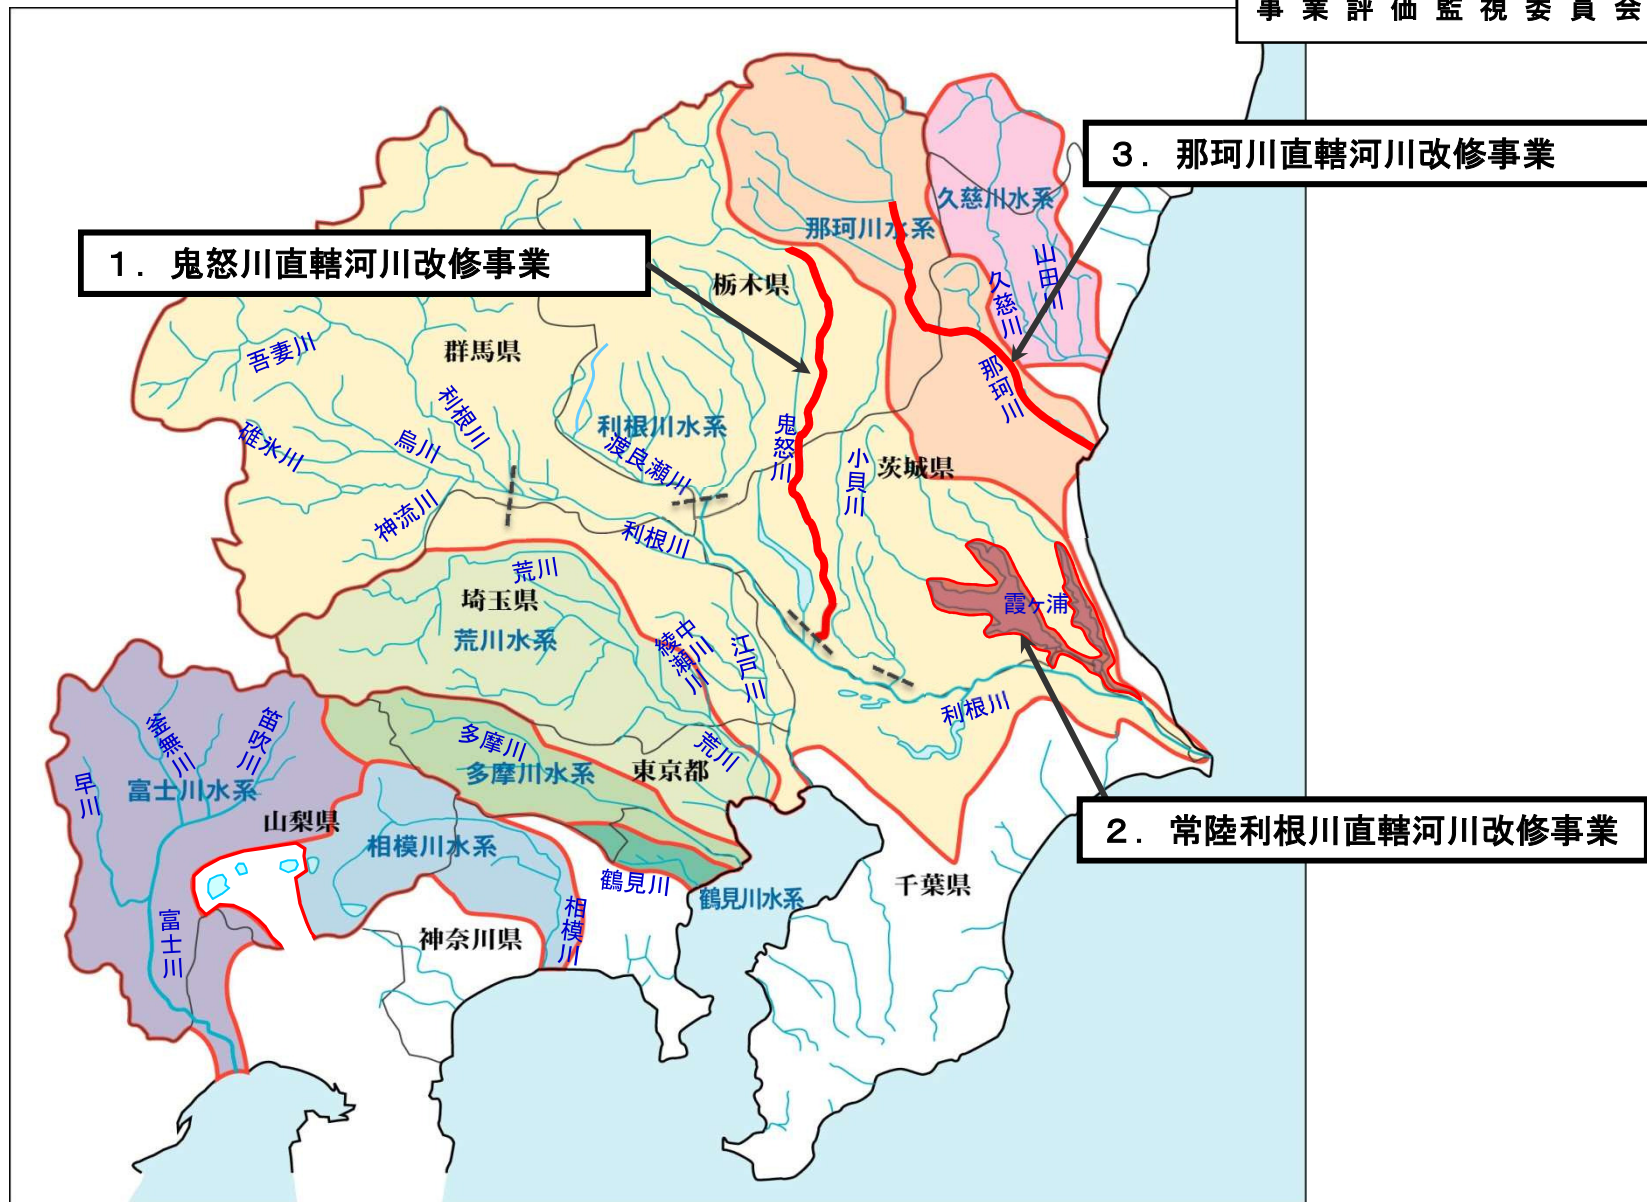 事業評価監視委員会
３．那珂川直轄河川改修事業
久慈川水系
那珂川水系
１．鬼怒川直轄河川改修事業
山田川
久慈川
栃木県
吾妻川
群馬県
那珂川
利根川
利根川水系
鬼怒川
碓氷川
烏川
渡良瀬川
小貝川
茨城県
神流川
利根川
荒川
埼玉県
霞ヶ浦
荒川水系
綾瀬川
中川
江戸川
利根川
釜無川
笛吹川
多摩川
荒川
早川
富士川水系
多摩川水系
東京都
山梨県
２．常陸利根川直轄河川改修事業
相模川水系
鶴見川
鶴見川水系
千葉県
富士川
神奈川県
相模川